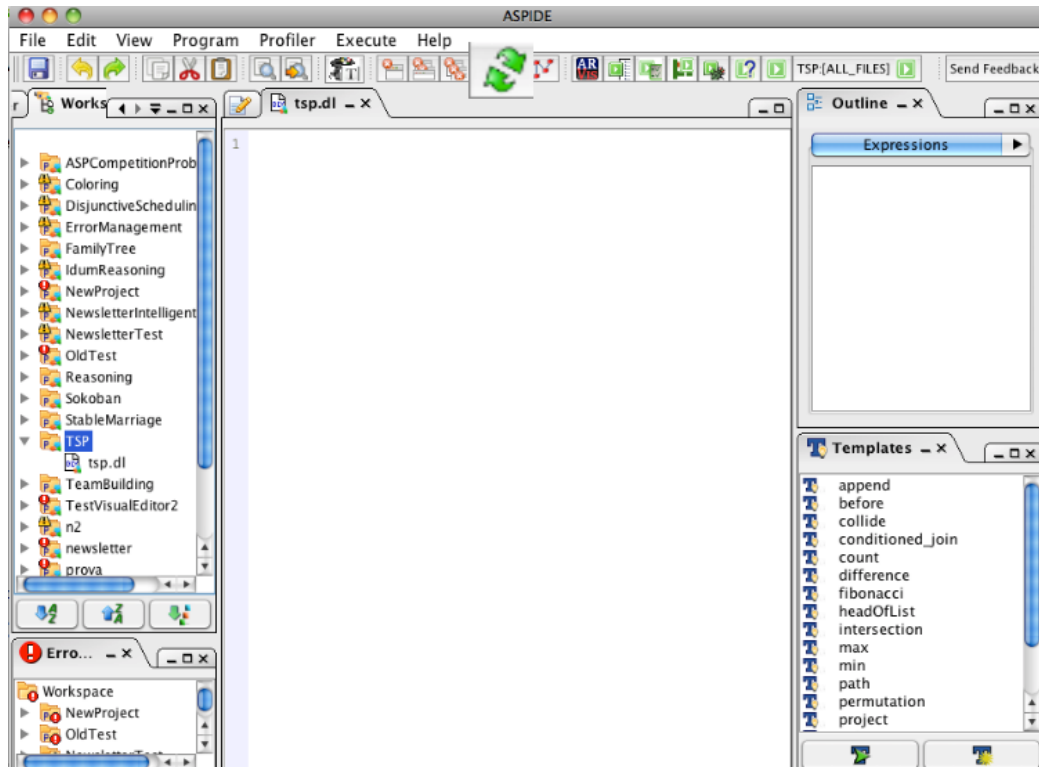 ASPIDE
File Edit View Program Profiler Execute Help
TSP:{ALL_FILES} Send Feedback
r Works
tsp.dl
Outline
1
Expressions
ASPCompetitionProb
Coloring
DisjunctiveSchedulin
ErrorManagement
FamilyTree
IdumReasoning
NewProject
NewsletterIntelligent
NewsletterTest
OldTest
Reasoning
Sokoban
StableMarriage
TSP
tsp.dl
TeamBuilding
TestVisualEditor2
n2
newsletter
prova
Erro...
Workspace
NewProject
OldTest
NewsletterTest
Templates
append
before
collide
conditioned_join
count
difference
fibonacci
headOfList
intersection
max
min
path
permutation
project